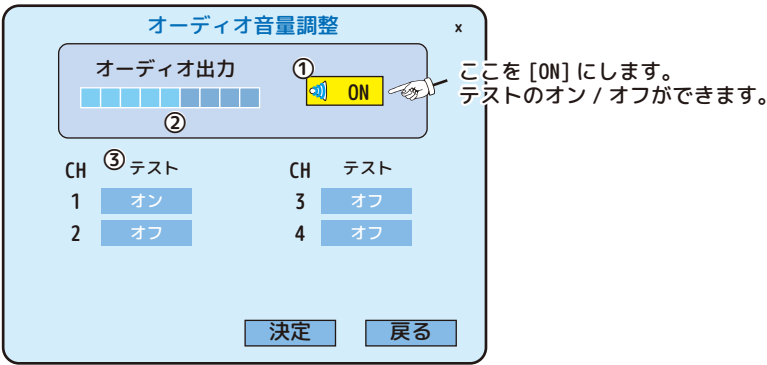 オーディオ音量調整
x
オーディオ出力
①
ON
②
ここを [ON] にします。
テストのオン / オフができます。
CH ③ テスト CH テスト
1 オン 3 オフ
2 オフ 4 オフ
決定 戻る